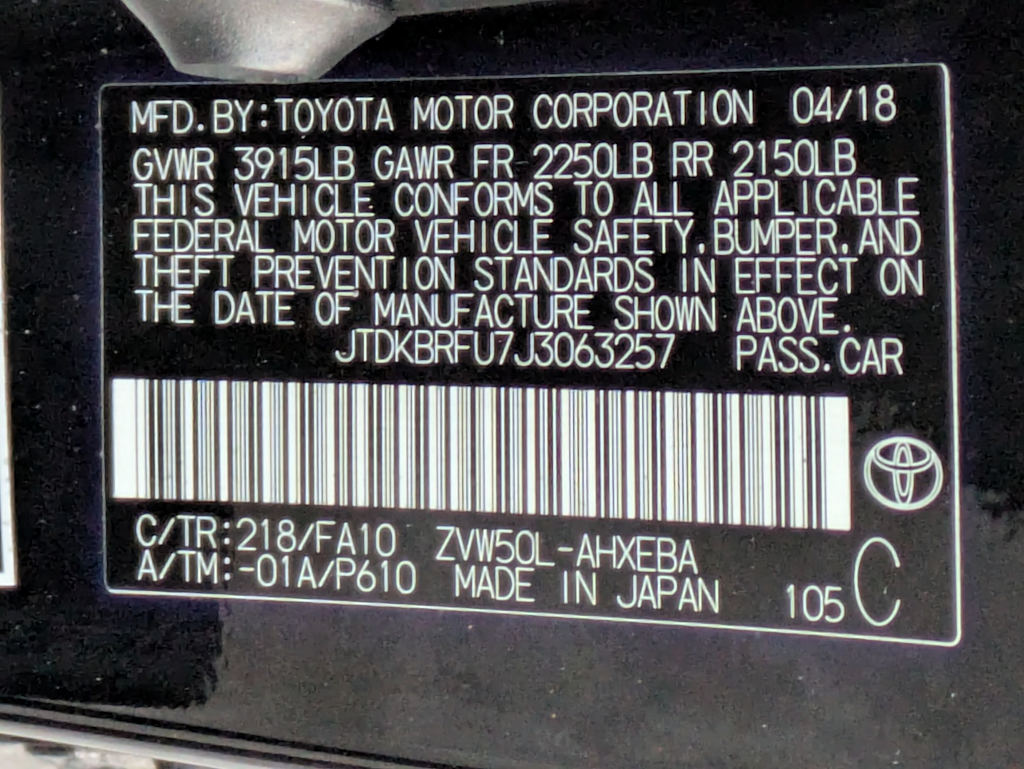 MFD.BY:TOYOTA MOTOR CORPORATION 04/18
GVWR 3915LB GAWR FR 2250LB RR 2150LB
THIS VEHICLE CONFORMS TO ALL APPLICABLE
FEDERAL MOTOR VEHICLE SAFETY,BUMPER,AND
THEFT PREVENTION STANDARDS IN EFFECT ON
THE DATE OF MANUFACTURE SHOWN ABOVE.
JTDKBRFU7J3063257 PASS.CAR
C/TR:218/FA10 ZVW50L-AHXEBA
A/TM:-01A/P610 MADE IN JAPAN 105 C